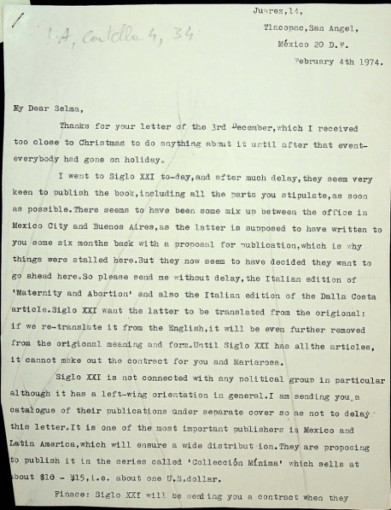 Juarez,14,
Tlacopac,San Angel,
México 20 D.F.
February 4th 1974.
My Dear Selma,
Thanks for your letter of the 3rd December,which I received
too close to Christmas to do anything about it until after that event-
everybody had gone on holiday.
I went to Siglo XXI to-day,and after much delay,they seem very
keen to publish the book,including all the parts you stipulate,as soon
as possible.There seems to have been some mix up between the office in
Mexico City and Buenos Aires,as the latter is supposed to have written to
you some six months back with a proposal for publication,which is why
things were stalled here.But they now seem to have decided they want to
go ahead here.So please send me without delay,the Italian edition of
'Maternity and Abortion' and also the Italian edition of the Dalla Costa
article.Siglo XXI want the latter to be translated from the origional:
if we re-translate it from the English,it will be even further removed
from the origional meaning and form.Until Siglo XXI has all the articles,
it cannot make out the contract for you and Mariarosa.
Siglo XXI is not connected with any political group in particular
although it has a left-wing orientation in general.I am sending you,a
catalogue of their publications under separate cover so as not to delay
this letter.It is one of the most important publishers in Mexico and
Latin America,which will ensure a wide distribut ion.They are propocing
to publish it in the series called 'Collección Mínima' which sells at
about $10 - $15,i.e. about one U.S.dollar.
Finace: Siglo XXI will be sending you a contract when they